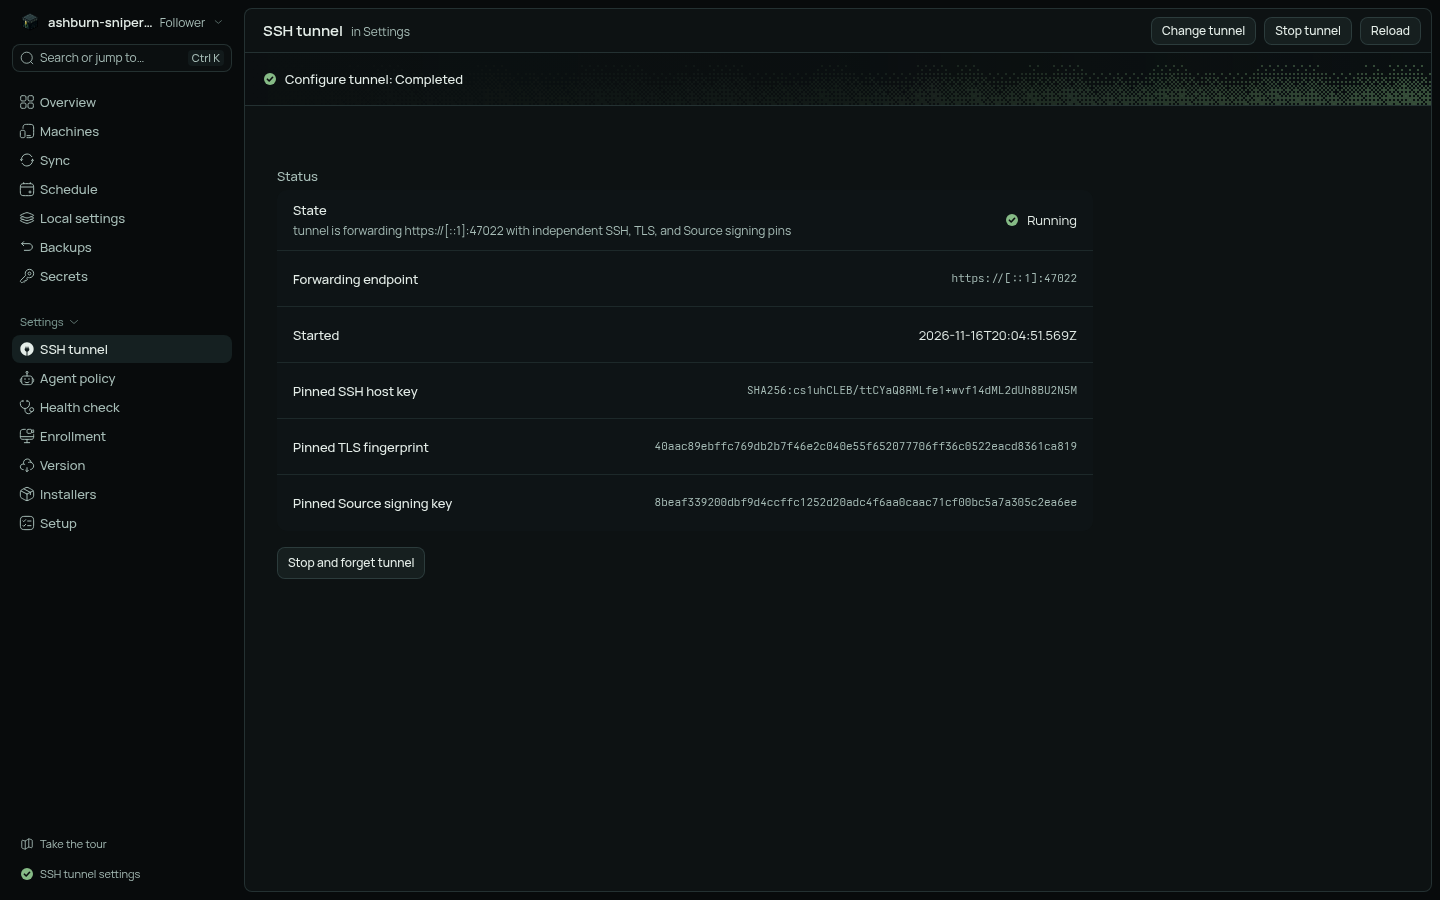 ashburn-sniper... Follower
Search or jump to... Ctrl K
Overview
Machines
Sync
Schedule
Local settings
Backups
Secrets
Settings
SSH tunnel
Agent policy
Health check
Enrollment
Version
Installers
Setup
Take the tour
SSH tunnel settings
SSH tunnel in Settings
Change tunnel
Stop tunnel
Reload
Configure tunnel: Completed
Status
State
tunnel is forwarding https://[::1]:47022 with independent SSH, TLS, and Source signing pins
Running
Forwarding endpoint
https://[::1]:47022
Started
2026-11-16T20:04:51.569Z
Pinned SSH host key
SHA256:cs1uhCLEB/ttCYaQ8RMLfe1+wvf14dML2dUh8BU2N5M
Pinned TLS fingerprint
40aac89ebffc769db2b7f46e2c040e55f652077706ff36c0522eacd8361ca819
Pinned Source signing key
8beaf339200dbf9d4ccffc1252d20adc4f6aa0caac71cf00bc5a7a305c2ea6ee
Stop and forget tunnel